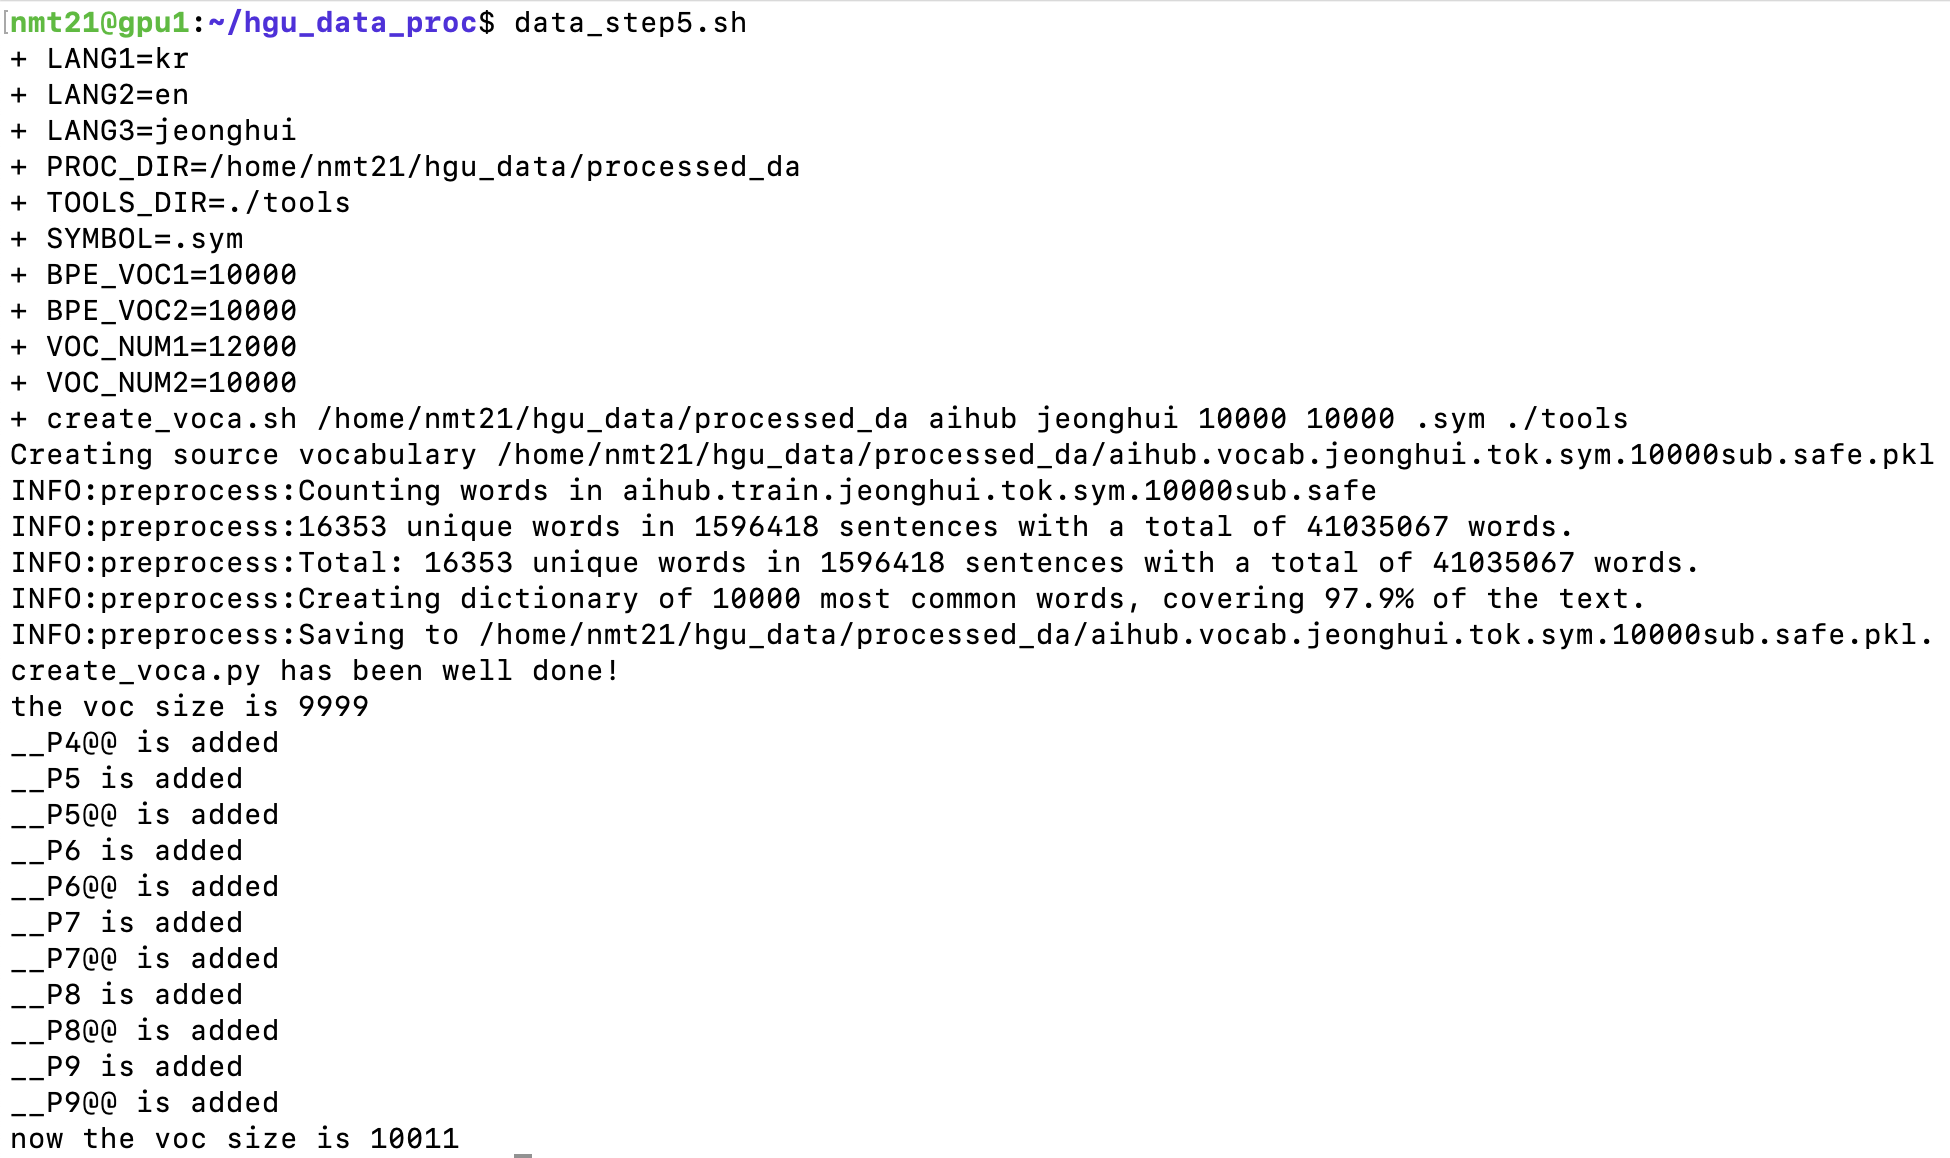 nmt21@gpu1:~/hgu_data_proc$ data_step5.sh
+ LANG1=kr
+ LANG2=en
+ LANG3=jeonghui
+ PROC_DIR=/home/nmt21/hgu_data/processed_da
+ TOOLS_DIR=./tools
+ SYMBOL=.sym
+ BPE_VOC1=10000
+ BPE_VOC2=10000
+ VOC_NUM1=12000
+ VOC_NUM2=10000
+ create_voca.sh /home/nmt21/hgu_data/processed_da aihub jeonghui 10000 10000 .sym ./tools
Creating source vocabulary /home/nmt21/hgu_data/processed_da/aihub.vocab.jeonghui.tok.sym.10000sub.safe.pkl
INFO:preprocess:Counting words in aihub.train.jeonghui.tok.sym.10000sub.safe
INFO:preprocess:16353 unique words in 1596418 sentences with a total of 41035067 words.
INFO:preprocess:Total: 16353 unique words in 1596418 sentences with a total of 41035067 words.
INFO:preprocess:Creating dictionary of 10000 most common words, covering 97.9% of the text.
INFO:preprocess:Saving to /home/nmt21/hgu_data/processed_da/aihub.vocab.jeonghui.tok.sym.10000sub.safe.pkl.
create_voca.py has been well done!
the voc size is 9999
__P4@@ is added
__P5 is added
__P5@@ is added
__P6 is added
__P6@@ is added
__P7 is added
__P7@@ is added
__P8 is added
__P8@@ is added
__P9 is added
__P9@@ is added
now the voc size is 10011